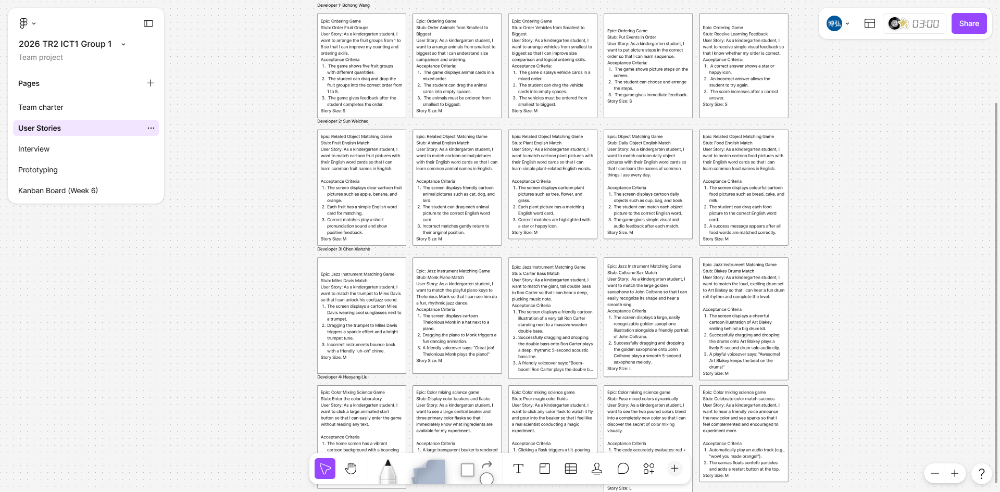 2026 TR2 ICT1 Group 1
Team project
Pages
Team charter
User Stories
Interview
Prototyping
Kanban Board (Week 6)
博弘
03:00
Share
Developer 1: Bohong Wang
Epic: Ordering Game
Stub: Order Fruit Groups
User Story: As a kindergarten student, I
want to arrange the fruit groups from 1 to
5 so that I can improve my counting and
ordering skills.
Acceptance Criteria
1. The game shows five fruit groups
with different quantities.
2. The student can drag and drop the
fruit groups into the correct order from
1 to 5.
3. The game gives feedback after the
student completes the order.
Story Size: S
Epic: Ordering Game
Stub: Order Animals from Smallest to
Biggest
User Story: As a kindergarten student, I
want to arrange animals from smallest to
biggest so that I can understand size
comparison and ordering.
Acceptance Criteria:
1. The game displays animal cards in a
mixed order.
2. The student can drag the animal
cards into empty spaces.
3. The animals must be ordered from
smallest to biggest.
Story Size: M
Epic: Ordering Game
Stub: Order Vehicles from Smallest to
Biggest
User Story: As a kindergarten student, I
want to arrange vehicles from smallest to
biggest so that I can improve size
comparison and logical ordering skills.
Acceptance Criteria:
1. The game displays vehicle cards in a
mixed order.
2. The student can drag the vehicle
cards into empty spaces.
3. The vehicles must be ordered from
smallest to biggest.
Story Size: M
Epic: Ordering Game
Stub: Put Events in Order
User Story: As a kindergarten student, I
want to put picture steps in the correct
order so that I can learn sequence.
Acceptance Criteria:
1. The game shows picture steps on the
screen.
2. The student can choose and arrange
the steps.
3. The game gives immediate feedback.
Story Size: S
Epic: Ordering Game
Stub: Receive Learning Feedback
User Story: As a kindergarten student, I
want to receive simple visual feedback so
that I know whether my order is correct.
Acceptance Criteria:
1. A correct answer shows a star or
happy icon.
2. An incorrect answer allows the
student to try again.
3. The score increases after a correct
answer.
Story Size: S
Developer 2: Sun Weichao
Epic: Related Object Matching Game
Stub: Fruit English Match
User Story: As a kindergarten student, I
want to match cartoon fruit pictures with
their English word cards so that I can
learn common fruit names in English.
Acceptance Criteria
1. The screen displays clear cartoon fruit
pictures such as apple, banana, and
orange.
2. Each fruit has a simple English word
card for matching.
3. Correct matches play a short
pronunciation sound and show
positive feedback.
Story Size: M
Epic: Related Object Matching Game
Stub: Animal English Match
User Story: As a kindergarten student, I
want to match cartoon animal pictures
with their English word cards so that I can
learn common animal names in English.
Acceptance Criteria
1. The screen displays friendly cartoon
animal pictures such as cat, dog, and
bird.
2. The student can drag each animal
picture to the correct English word
card.
3. Incorrect matches gently return to
their original position.
Story Size: M
Epic: Related Object Matching Game
Stub: Plant English Match
User Story: As a kindergarten student, I
want to match cartoon plant pictures with
their English word cards so that I can
learn simple plant-related English words.
Acceptance Criteria
1. The screen displays cartoon plant
pictures such as tree, flower, and
grass.
2. Each plant picture has a matching
English word card.
3. Correct matches are highlighted with
a star or happy icon.
Story Size: M
Epic: Object Matching Game
Stub: Daily Object English Match
User Story: As a kindergarten student, I
want to match cartoon daily object
pictures with their English word cards so
that I can learn the names of common
things I use every day.
Acceptance Criteria
1. The screen displays cartoon daily
objects such as cup, bag, and book.
2. The student can match each object
picture to the correct English word.
3. The game gives simple visual and
audio feedback after each match.
Story Size: M
Epic: Related Object Matching Game
Stub: Food English Match
User Story: As a kindergarten student, I
want to match cartoon food pictures with
their English word cards so that I can
learn common food names in English.
Acceptance Criteria
1. The screen displays colourful cartoon
food pictures such as bread, cake, and
milk.
2. The student can drag each food
picture to the correct English word
card.
3. A success message appears after all
food words are matched correctly.
Story Size: M
Developer 3: Chen Xianzhe
Epic: Jazz Instrument Matching Game
Stub: Miles Davis Match
User Story: As a kindergarten student, I
want to match the trumpet to Miles Davis
so that I can unlock his cool jazz sound.
1. The screen displays a cartoon Miles
Davis wearing cool sunglasses next to
a trumpet.
2. Dragging the trumpet to Miles Davis
triggers a sparkle effect and a bright
trumpet tune.
3. Incorrect instruments bounce back
with a friendly "uh-oh" chime.
Story Size: M
Epic: Jazz Instrument Matching Game
Stub: Monk Piano Match
User Story: As a kindergarten student, I
want to match the playful piano keys to
Thelonious Monk so that I can see him do
a fun, rhythmic jazz dance.
Acceptance Criteria
1. The screen displays cartoon
Thelonious Monk in a hat next to a
piano.
2. Dragging the piano to Monk triggers a
fun dancing animation.
3. A friendly voiceover says: "Great job!
Thelonious Monk plays the piano!"
Story Size: M
Epic: Jazz Instrument Matching Game
Stub: Carter Bass Match
User Story: As a kindergarten student, I
want to match the giant, tall double bass
to Ron Carter so that I can hear a deep,
plucking music note.
Acceptance Criteria
1. The screen displays a friendly cartoon
illustration of a very tall Ron Carter
standing next to a massive wooden
double bass.
2. Successfully dragging and dropping
the double bass onto Ron Carter plays
a deep, rhythmic 5-second acoustic
bass line.
3. A friendly voiceover says: "Boom-
boom! Ron Carter plays the double b...
Epic: Jazz Instrument Matching Game
Stub: Coltrane Sax Match
User Story: As a kindergarten student, I
want to match the large golden
saxophone to John Coltrane so that I can
easily recognize its shape and hear a
smooth sing.
Acceptance Criteria
1. The screen displays a large, easily
recognizable golden saxophone
illustration alongside a friendly portrait
of John Coltrane.
2. Successfully dragging and dropping
the golden saxophone onto John
Coltrane plays a smooth 5-second
saxophone melody.
Story Size: L
Epic: Jazz Instrument Matching Game
Stub: Blakey Drums Match
User Story: As a kindergarten student, I
want to match the loud, exciting drum set
to Art Blakey so that I can hear a fun drum
roll rhythm and complete the level.
Acceptance Criteria
1. The screen displays a cheerful
cartoon illustration of Art Blakey
smiling behind a big drum kit.
2. Successfully dragging and dropping
the drums onto Art Blakey plays a
lively 5-second drum solo audio clip.
3. A playful voiceover says: "Awesome!
Art Blakey keeps the beat on the
drums!"
Story Size: M
Developer 4: Haoyang Liu
Epic: Color Mixing Science Game
Stub: Enter the color laboratory
User Story: As a kindergarten student. I
want to click a large animated start
button so that I can easily enter the game
without reading any text.
Acceptance Criteria
1. The home screen has a vibrant
cartoon background with a bouncing
Epic: Color mixing science game
Stub: Display color beakers and flasks
User Story: As a kindergarten student. I
want to see a large central beaker and
three primary color flasks so that I
immediately know what ingredients are
available for my experiment.
Acceptance Criteria
1. A large transparent beaker is rendered
Epic: Color mixing science game
Stub: Pour magic color fluids
User Story: As a kindergarten student. I
want to click any color flask to watch it fly
and pour into the beaker so that I feel like
a real scientist conducting a magic
experiment.
Acceptance Criteria
1. Clicking a flask triggers a tilt-pouring
Epic: Color mixing science game
Stub: Fuse mixed colors dynamically
User Story: As a kindergarten student. I
want to see the two poured colors blend
into a completely new color so that I can
discover the secret of color mixing
visually.
Acceptance Criteria
1. The code accurately evaluates: red +
Story Size: L
Epic: Color mixing science game
Stub: Celebrate color match success
User Story: As a kindergarten student. I
want to hear a friendly voice announce
the new color and see sparks so that I
feel complemented and encouraged to
experiment more.
Acceptance Criteria
1. Automatically play an audio track (e.g.,
"wow! you made orange!").
2. The canvas floats confetti particles
and adds a restart button at the top.
Story Size: M